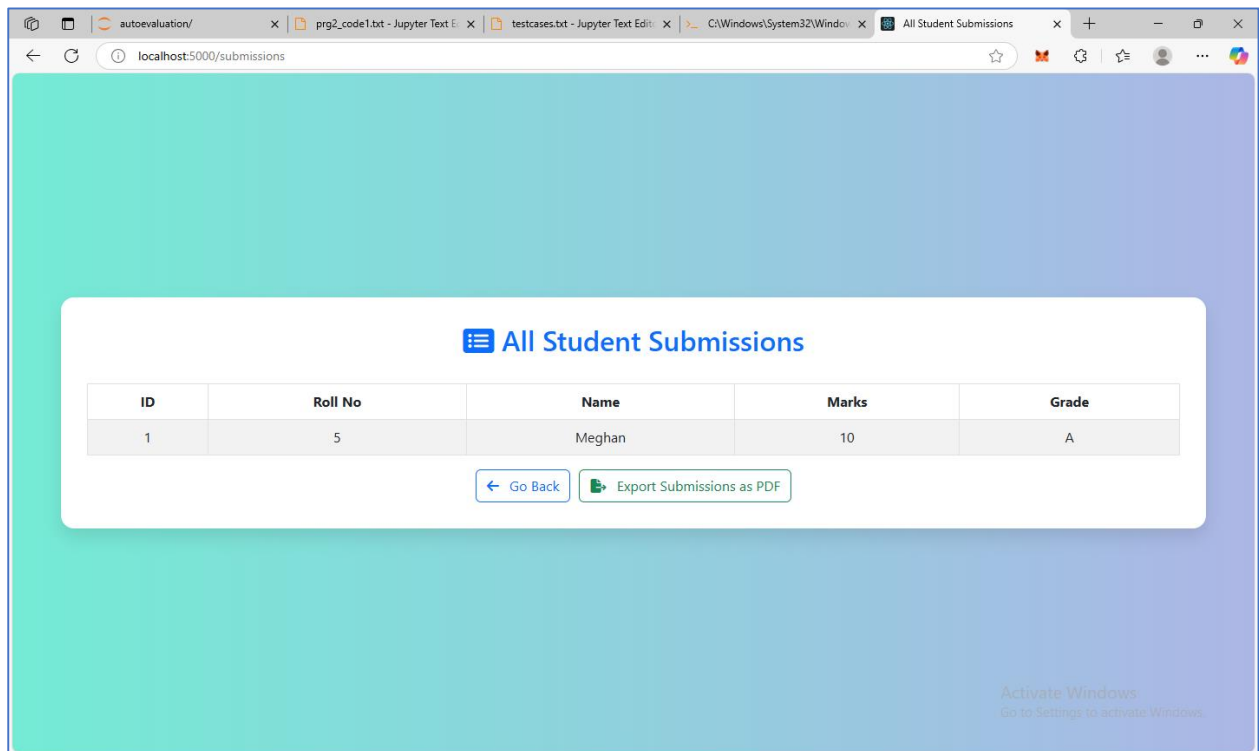 autoevaluation/
prg2_code1.txt - Jupyter Text E
testcases.txt - Jupyter Text Edit
C:\Windows\System32\Window
All Student Submissions
localhost:5000/submissions
All Student Submissions
ID Roll No Name Marks Grade
1 5 Meghan 10 A
Go Back Export Submissions as PDF
Activate Windows
Go to Settings to activate Windows.